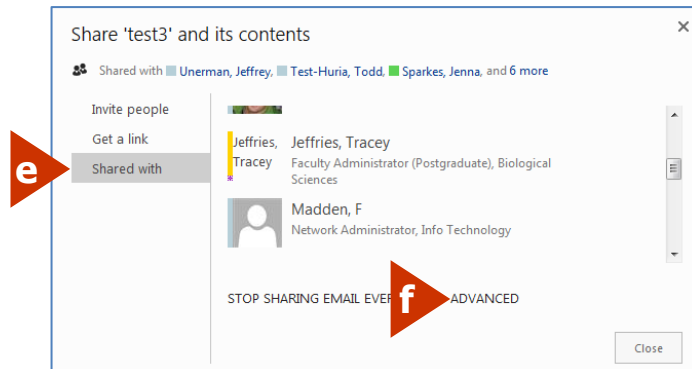 Share 'test3' and its contents
Shared with Unerman, Jeffrey, Test-Huria, Todd, Sparkes, Jenna, and 6 more
Invite people
Get a link
e
Shared with
Jeffries,
Tracey
Jeffries, Tracey
Faculty Administrator (Postgraduate), Biological
Sciences
Madden, F
Network Administrator, Info Technology
STOP SHARING EMAIL f ADVANCED
Close